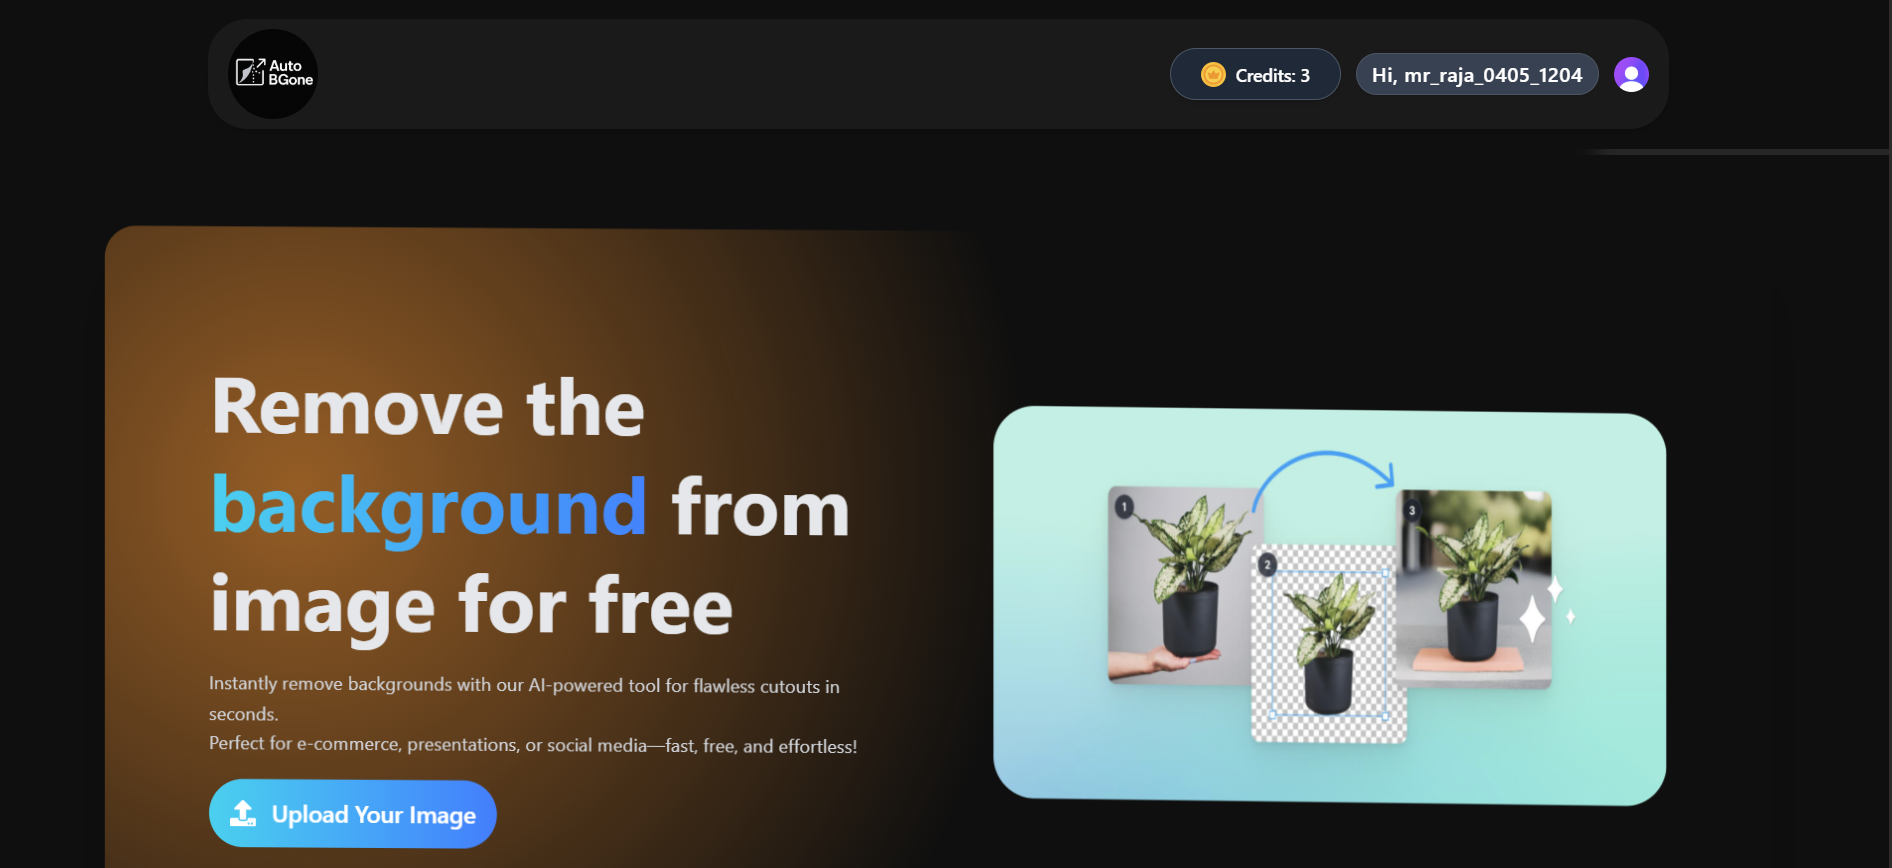 Auto
BGone
Credits: 3
Hi, mr_raja_0405_1204
Remove the
background from
image for free
Instantly remove backgrounds with our AI-powered tool for flawless cutouts in
seconds.
Perfect for e-commerce, presentations, or social media—fast, free, and effortless!
Upload Your Image
1
2
3